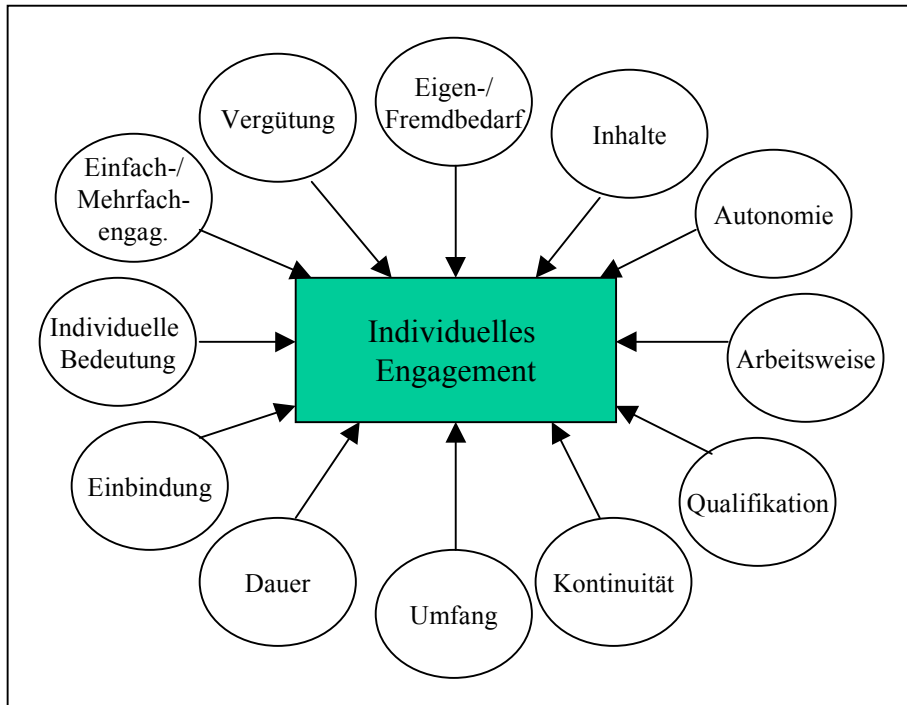 Eigen-/
Fremdbedarf
Vergütung
Inhalte
Einfach-/
Mehrfach-
engag.
Autonomie
Individuelle
Bedeutung
Individuelles
Engagement
Arbeitsweise
Einbindung
Qualifikation
Dauer
Umfang
Kontinuität